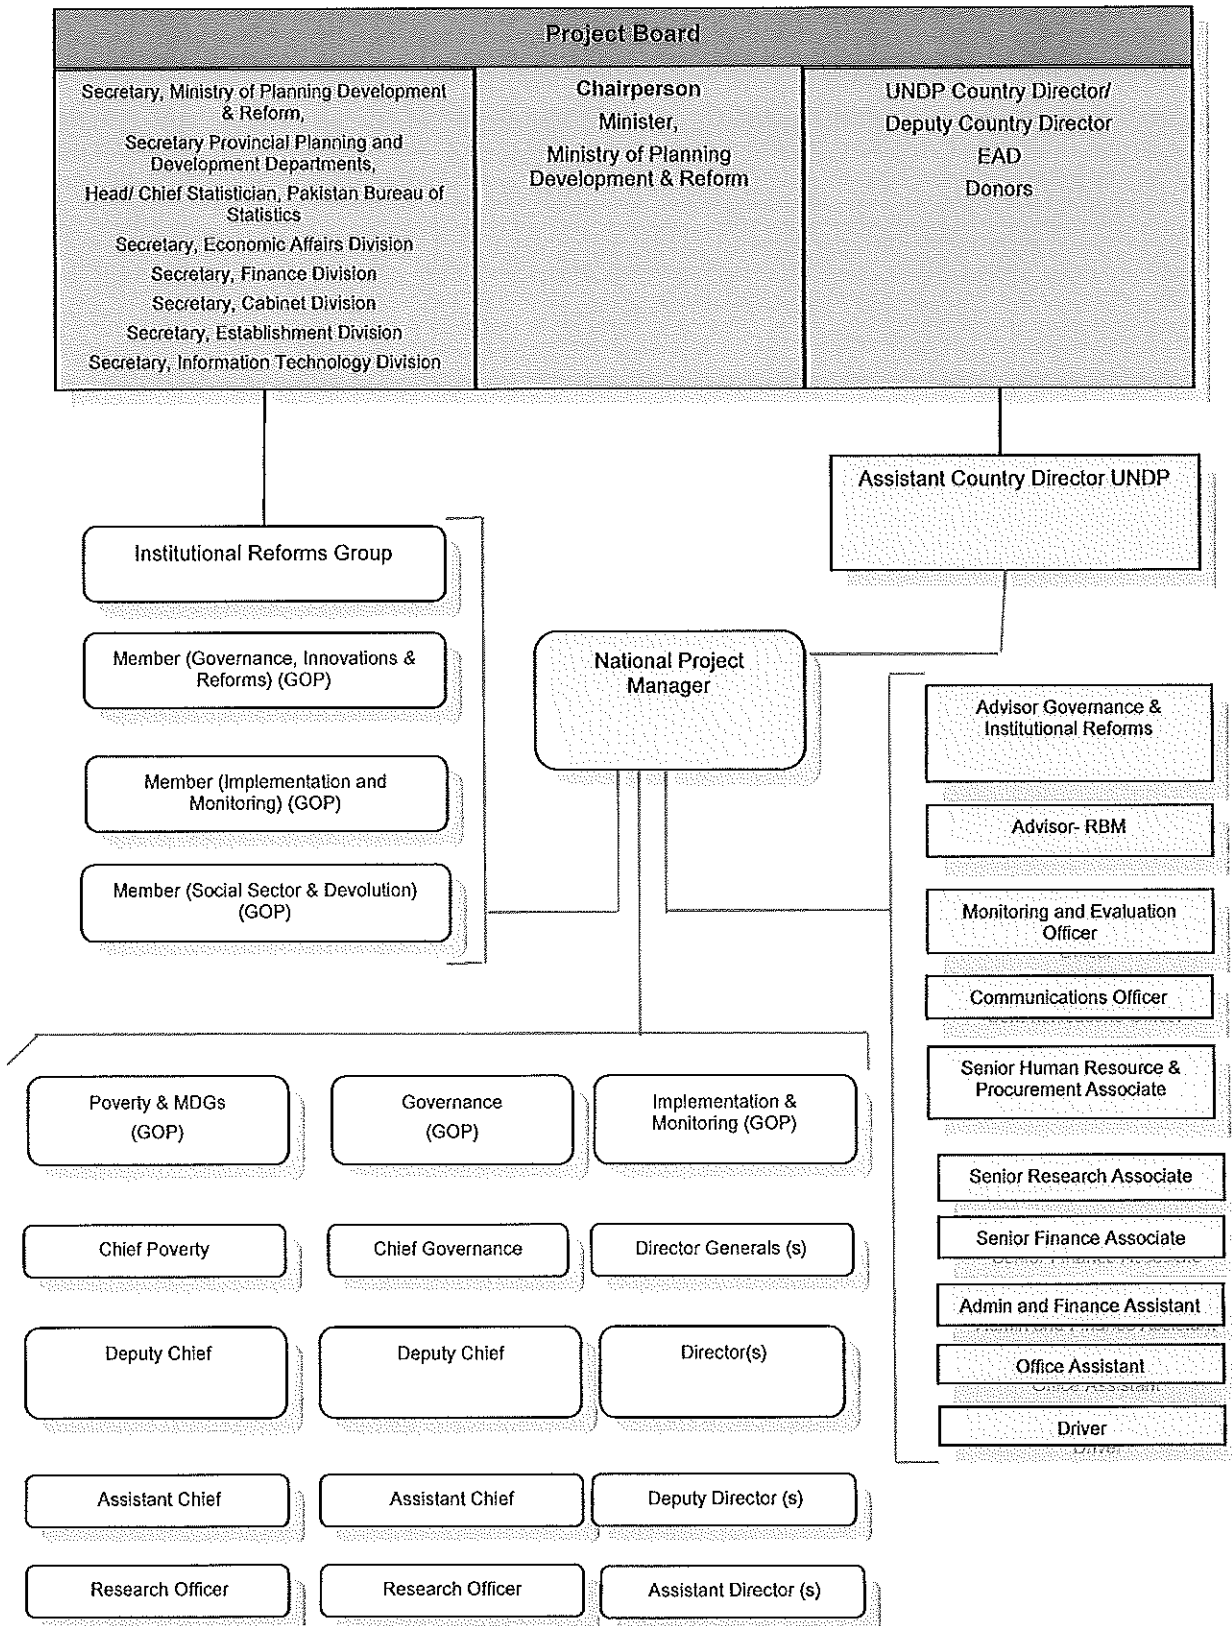 Project Board
Secretary, Ministry of Planning Development
& Reform,
Secretary Provincial Planning and
Development Departments,
Head/ Chief Statistician, Pakistan Bureau of
Statistics
Secretary, Economic Affairs Division
Secretary, Finance Division
Secretary, Cabinet Division
Secretary, Establishment Division
Secretary, Information Technology Division
Chairperson
Minister,
Ministry of Planning
Development & Reform
UNDP Country Director/
Deputy Country Director
EAD
Donors
Assistant Country Director UNDP
Institutional Reforms Group
Member (Governance, Innovations &
Reforms) (GOP)
Member (Implementation and
Monitoring) (GOP)
Member (Social Sector & Devolution)
(GOP)
National Project
Manager
Advisor Governance &
Institutional Reforms
Advisor- RBM
Monitoring and Evaluation
Officer
Communications Officer
Senior Human Resource &
Procurement Associate
Senior Research Associate
Senior Finance Associate
Admin and Finance Assistant
Office Assistant
Driver
Poverty & MDGs
(GOP)
Governance
(GOP)
Implementation &
Monitoring (GOP)
Chief Poverty
Chief Governance
Director Generals (s)
Deputy Chief
Deputy Chief
Director(s)
Assistant Chief
Assistant Chief
Deputy Director (s)
Research Officer
Research Officer
Assistant Director (s)